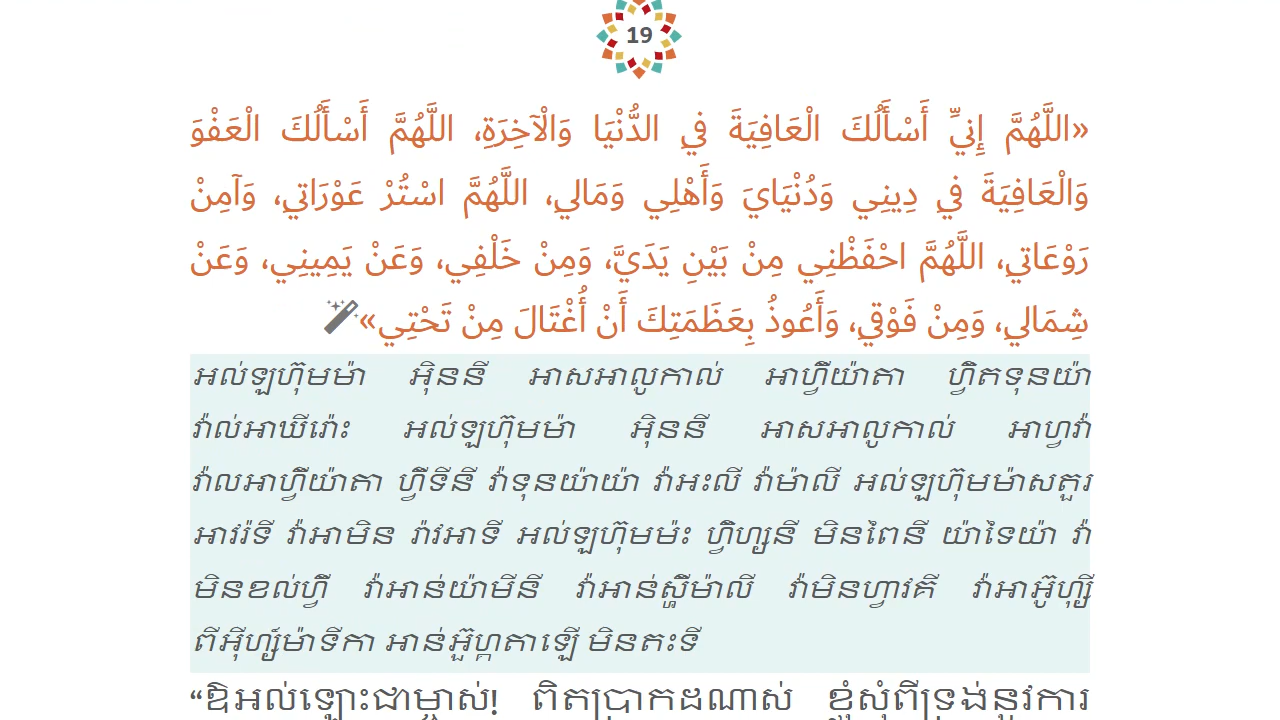 19
«اللَّهُمَّ إِنِّي أَسْأَلُكَ الْعَافِيَةَ فِي الدُّنْيَا وَالْآخِرَةِ، اللَّهُمَّ أَسْأَلُكَ الْعَفْوَ
وَالْعَافِيَةَ فِي دِينِي وَدُنْيَايَ وَأَهْلِي وَمَالِي، اللَّهُمَّ اسْتُرْ عَوْرَاتِي، وَآمِنْ
رَوْعَاتِي، اللَّهُمَّ احْفَظْنِي مِنْ بَيْنِ يَدَيَّ، وَمِنْ خَلْفِي، وَعَنْ يَمِينِي، وَعَنْ
شِمَالِي، وَمِنْ فَوْقِي، وَأَعُوذُ بِعَظَمَتِكَ أَنْ أُغْتَالَ مِنْ تَحْتِي»
អល់ឡហ៊ុមម៉ា អ៊ិននី អាសអាលូកាល់ អាហ្វីយ៉ាតា ហ្វិតទុនយ៉ា
វ៉ាល់អាឃីរ៉ោះ អល់ឡហ៊ុមម៉ា អ៊ិននី អាសអាលូកាល់ អាហ្វវ៉ា
វ៉ាលអាហ្វីយ៉ាតា ហ្វីទីនី វ៉ាទុនយ៉ាយ៉ា វ៉ាអះលី វ៉ាម៉ាលី អល់ឡហ៊ុមម៉ាសតួរ
អាវរ៉ទី វ៉ាអាមិន រ៉ាវអាទី អល់ឡហ៊ុមម៉ះ ហ្វិហ្សនី មិនពៃនី យ៉ាទៃយ៉ា វ៉ា
មិនខល់ហ្វី វ៉ាអាន់យ៉ាមីនី វ៉ាអាន់ស្ហីម៉ាលី វ៉ាមិនហ្វាវគី វ៉ាអាអ៊ូហ្ស៊ី
ពីអ៊ីហ្ស៍ម៉ាទីកា អាន់អ៊ួហ្គតាឡើ មិនតះទី
“ឱអល់ឡោះជាម្ចាស់! ពិតប្រាកដណាស់ ខ្ញុំសុំពីទ្រង់នូវការ